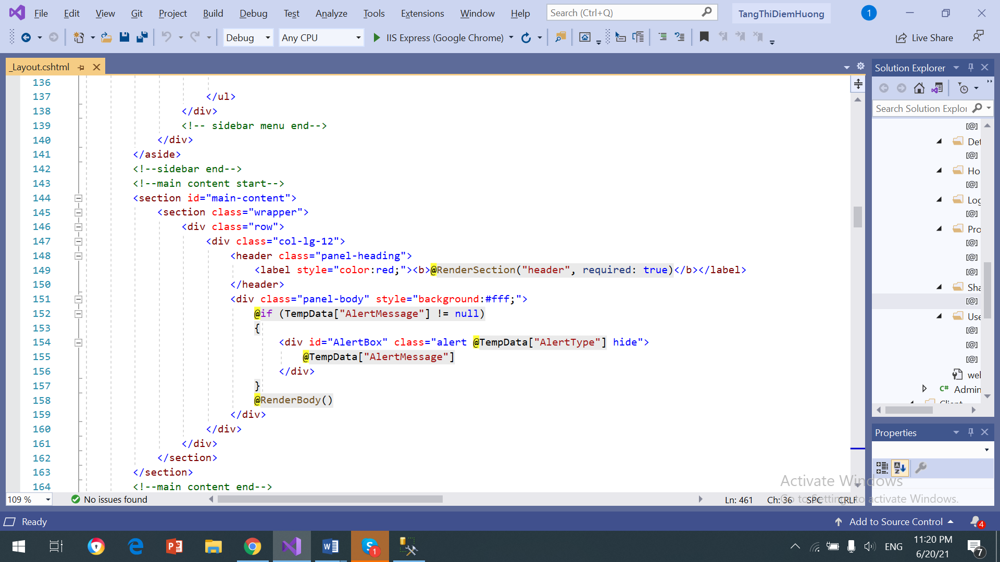 File Edit View Git Project Build Debug Test Analyze Tools Extensions Window Help Search (Ctrl+Q) TangThiDiemHuong 1
Debug Any CPU IIS Express (Google Chrome) Live Share
_Layout.cshtml
136
137 </ul>
138 </div>
139 <!-- sidebar menu end-->
140 </div>
141 </aside>
142 <!--sidebar end-->
143 <!--main content start-->
144 <section id="main-content">
145 <section class="wrapper">
146 <div class="row">
147 <div class="col-lg-12">
148 <header class="panel-heading">
149 <label style="color:red;"><b>@RenderSection("header", required: true)</b></label>
150 </header>
151 <div class="panel-body" style="background:#fff;">
152 @if (TempData["AlertMessage"] != null)
153 {
154 <div id="AlertBox" class="alert @TempData["AlertType"] hide">
155 @TempData["AlertMessage"]
156 </div>
157 }
158 @RenderBody()
159 </div>
160 </div>
161 </div>
162 </section>
163 </section>
164 <!--main content end-->
109 % No issues found Ln: 461 Ch: 36 SPC CRLF
Solution Explorer
Search Solution Explor
[@]
Det
[@]
Ho
[@]
Log
[@]
Pro
[@]
[@]
[@]
Sha
[@]
Use
[@]
[@]
[@]
wel
C# Admin
Client
Properties
Activate Windows
Go to Settings to activate Windows.
Ready Add to Source Control 4
1 ENG 11:20 PM
6/20/21 7